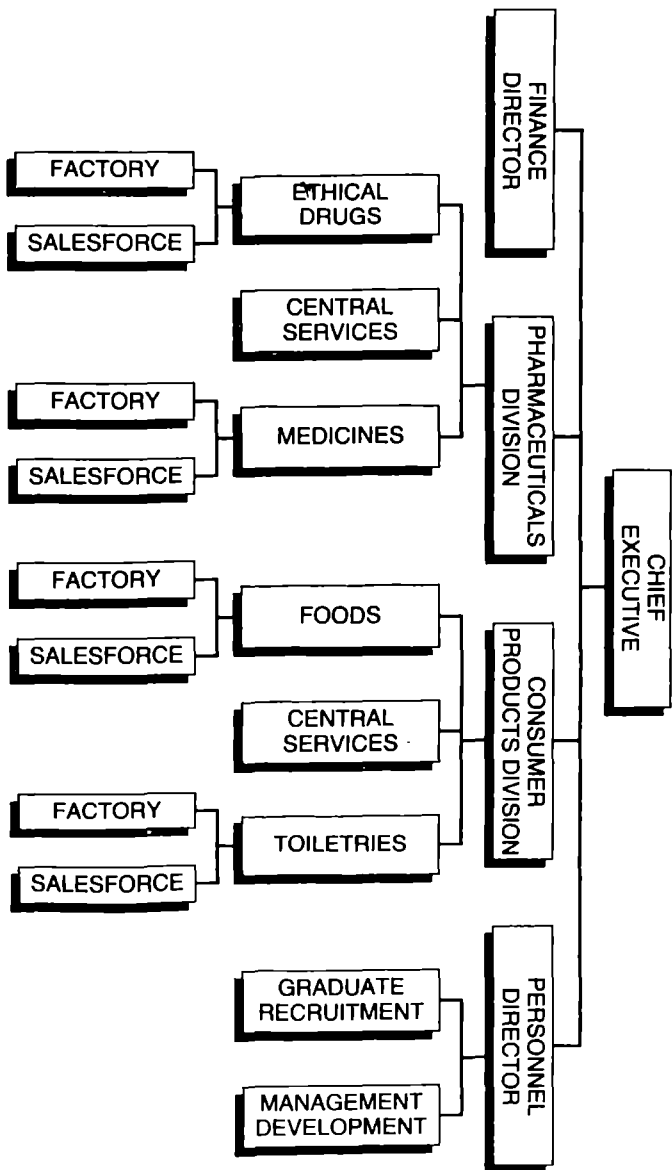 CHIEF
EXECUTIVE
FINANCE
DIRECTOR
PHARMACEUTICALS
DIVISION
CONSUMER
PRODUCTS DIVISION
PERSONNEL
DIRECTOR
ETHICAL
DRUGS
CENTRAL
SERVICES
MEDICINES
FOODS
CENTRAL
SERVICES
TOILETRIES
GRADUATE
RECRUITMENT
MANAGEMENT
DEVELOPMENT
FACTORY
SALESFORCE
FACTORY
SALESFORCE
FACTORY
SALESFORCE
FACTORY
SALESFORCE